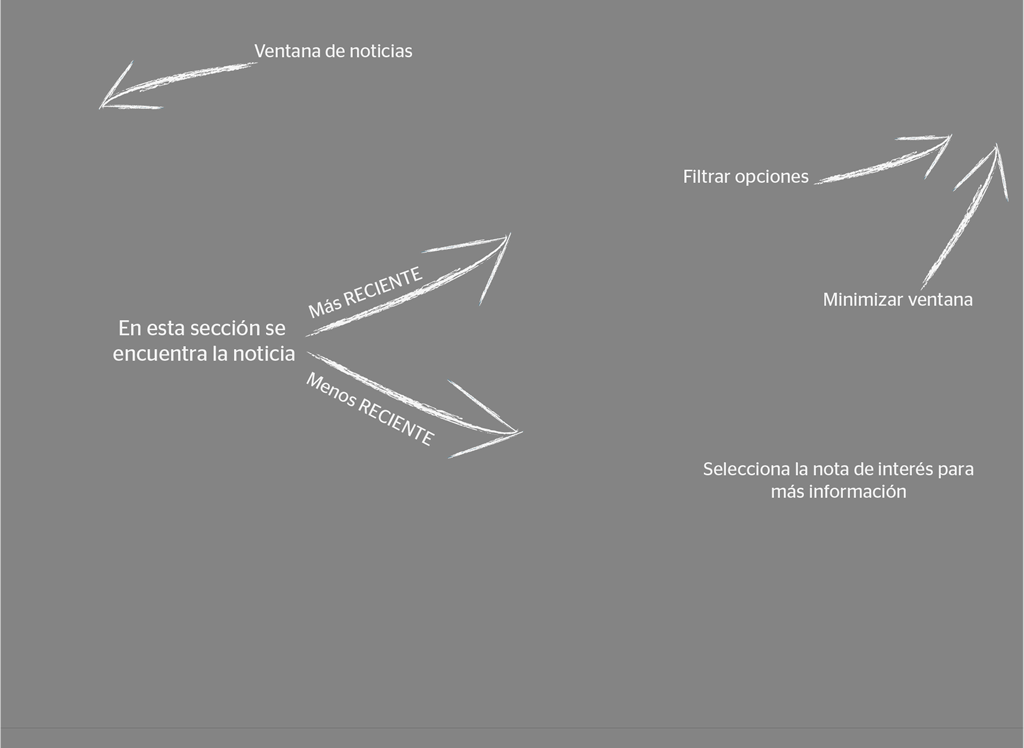 Ventana de noticias
Filtrar opciones
Más RECIENTE
Minimizar ventana
En esta sección se
encuentra la noticia
Menos RECIENTE
Selecciona la nota de interés para
más información